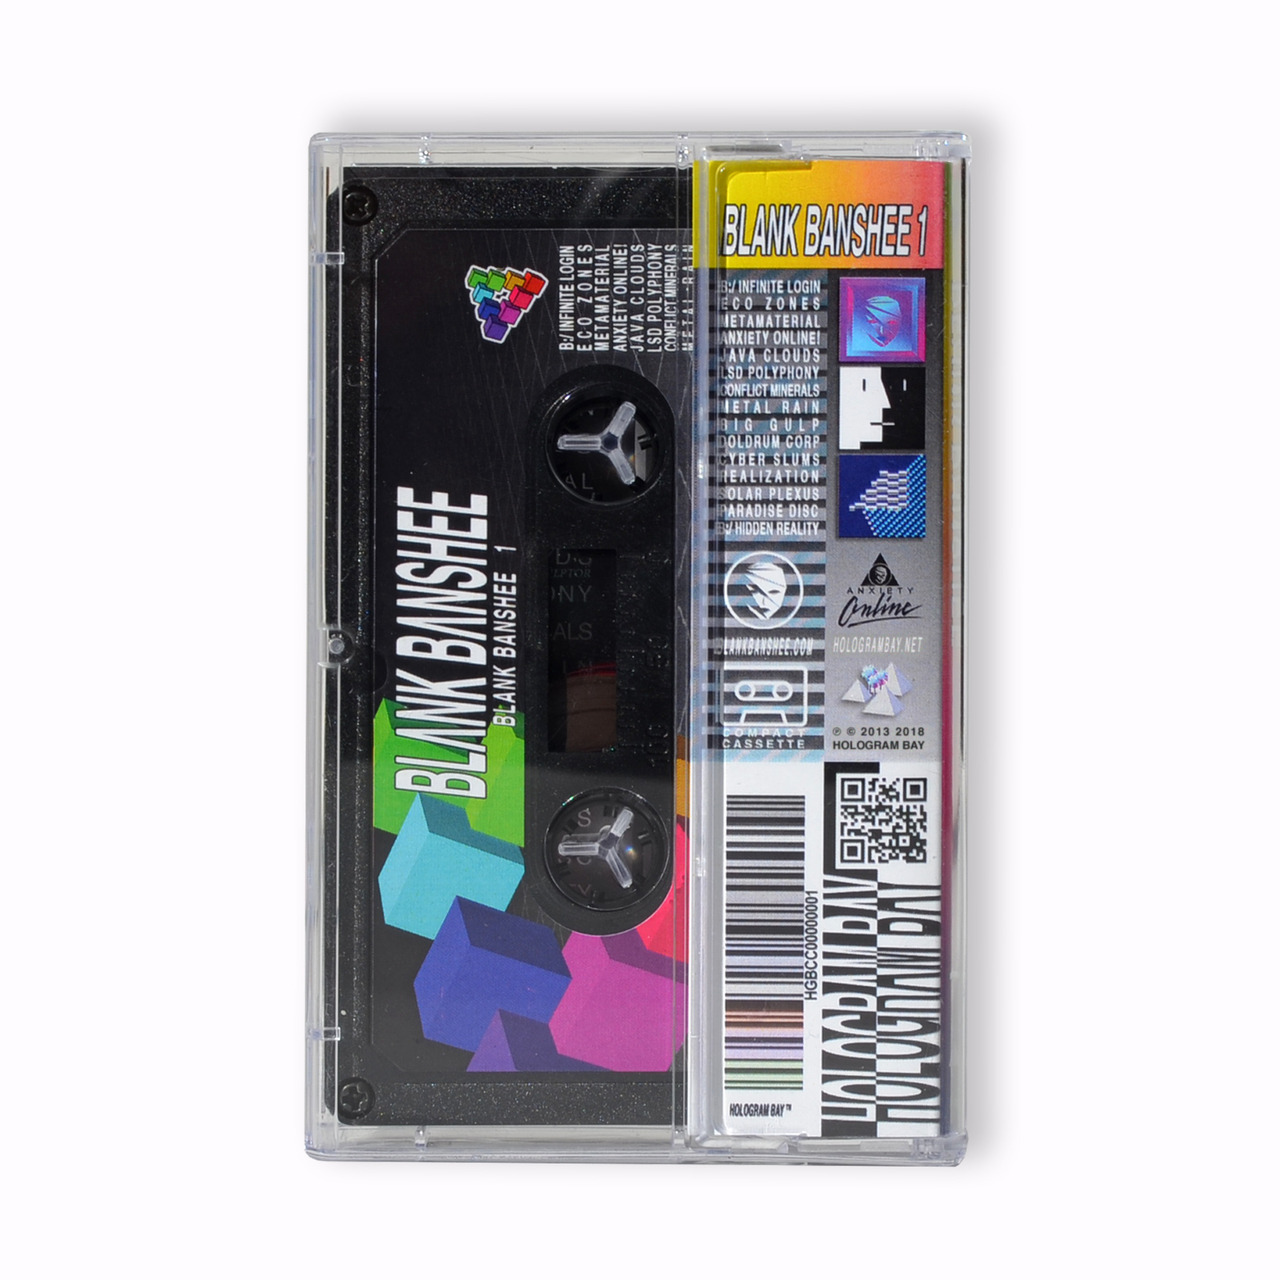 BLANK BANSHEE
BLANK BANSHEE 1
B:/ INFINITE LOGIN
ECO ZONES
METAMATERIAL
ANXIETY ONLINE!
JAVA CLOUDS
LSD POLYPHONY
CONFLICT MINERALS
METAL RAIN
BLANK BANSHEE 1
B:/ INFINITE LOGIN
ECO ZONES
METAMATERIAL
ANXIETY ONLINE!
JAVA CLOUDS
LSD POLYPHONY
CONFLICT MINERALS
METAL RAIN
BIG GULP
DOLDRUM CORP
CYBER SLUMS
REALIZATION
SOLAR PLEXUS
PARADISE DISC
B:/ HIDDEN REALITY
BLANKBANSHEE.COM
COMPACT
CASSETTE
ANXIETY
Online
HOLOGRAMBAY.NET
℗ © 2013 2018
HOLOGRAM BAY
HGBCC00000001
HOLOGRAM BAY
HOLOGRAM BAY
HOLOGRAM BAY™